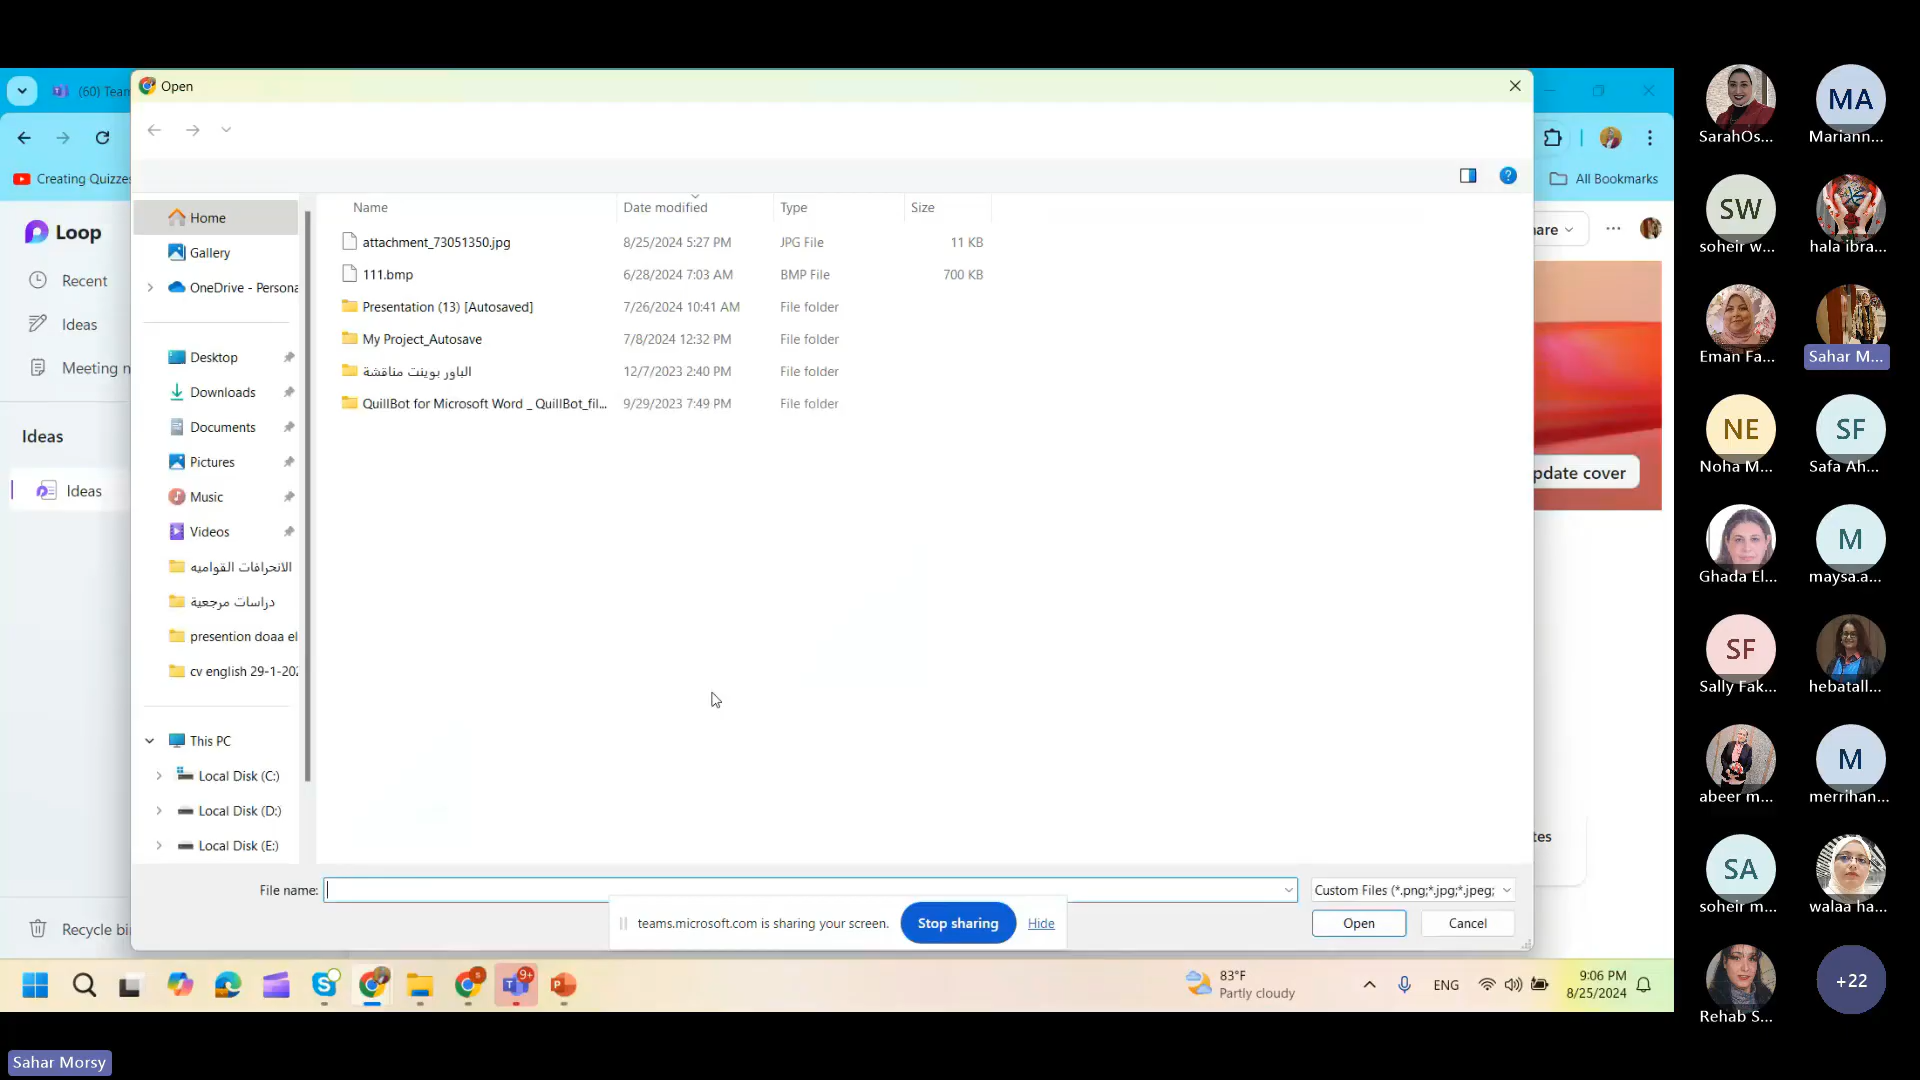 (60) Team
Open
Creating Quizzes
All Bookmarks
Loop
Recent
Ideas
Meeting n
Ideas
Ideas
Recycle bi
Home
Gallery
OneDrive - Persona
Desktop
Downloads
Documents
Pictures
Music
Videos
الانحرافات القواميه
دراسات مرجعية
presention doaa el
cv english 29-1-202
This PC
Local Disk (C:)
Local Disk (D:)
Local Disk (E:)
Name Date modified Type Size
attachment_73051350.jpg 8/25/2024 5:27 PM JPG File 11 KB
111.bmp 6/28/2024 7:03 AM BMP File 700 KB
Presentation (13) [Autosaved] 7/26/2024 10:41 AM File folder
My Project_Autosave 7/8/2024 12:32 PM File folder
الباور بوينت مناقشة 12/7/2023 2:40 PM File folder
QuillBot for Microsoft Word _ QuillBot_fil... 9/29/2023 7:49 PM File folder
File name:
Custom Files (*.png;*.jpg;*.jpeg;
Open Cancel
teams.microsoft.com is sharing your screen. Stop sharing Hide
are
pdate cover
tes
83°F
Partly cloudy
ENG
9:06 PM
8/25/2024
9+
SarahOs...
MA
Mariann...
SW
soheir w...
hala ibra...
Eman Fa...
Sahar M...
NE
Noha M...
SF
Safa Ah...
Ghada El...
M
maysa.a...
SF
Sally Fak...
hebatall...
abeer m...
M
merrihan...
SA
soheir m...
walaa ha...
Rehab S...
+22
Sahar Morsy